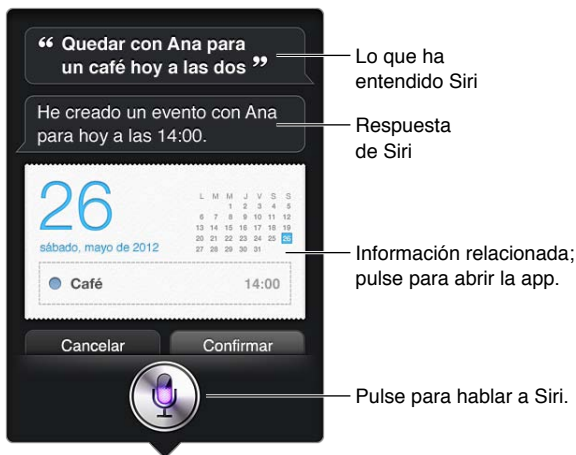 “ Quedar con Ana para
un café hoy a las dos ”
Lo que ha
entendido Siri
He creado un evento con Ana
para hoy a las 14:00.
Respuesta
de Siri
26
sábado, mayo de 2012
L M M J V S S
1 2 3 4 5
6 7 8 9 10 11 12
13 14 15 16 17 18 19
20 21 22 23 24 25 26
27 28 29 30 31
Información relacionada;
pulse para abrir la app.
Café 14:00
Cancelar Confirmar
Pulse para hablar a Siri.